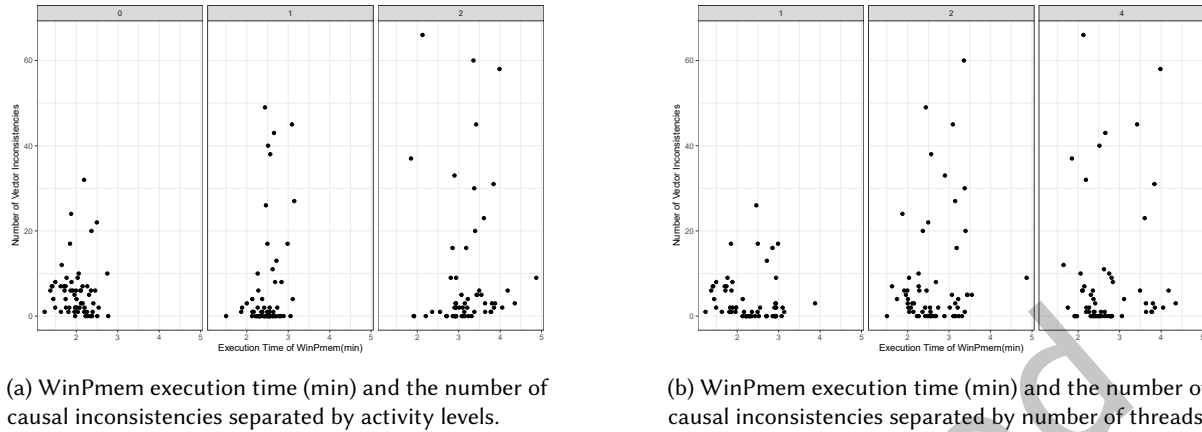 0 1 2
Number of Vector Inconsistencies
60
40
20
0
2 3 4 5 2 3 4 5 2 3 4 5
Execution Time of WinPmem(min)
(a) WinPmem execution time (min) and the number of
causal inconsistencies separated by activity levels.
1 2 4
Number of Vector Inconsistencies
60
40
20
0
2 3 4 5 2 3 4 5 2 3 4 5
Execution Time of WinPmem(min)
(b) WinPmem execution time (min) and the number of
causal inconsistencies separated by number of threads